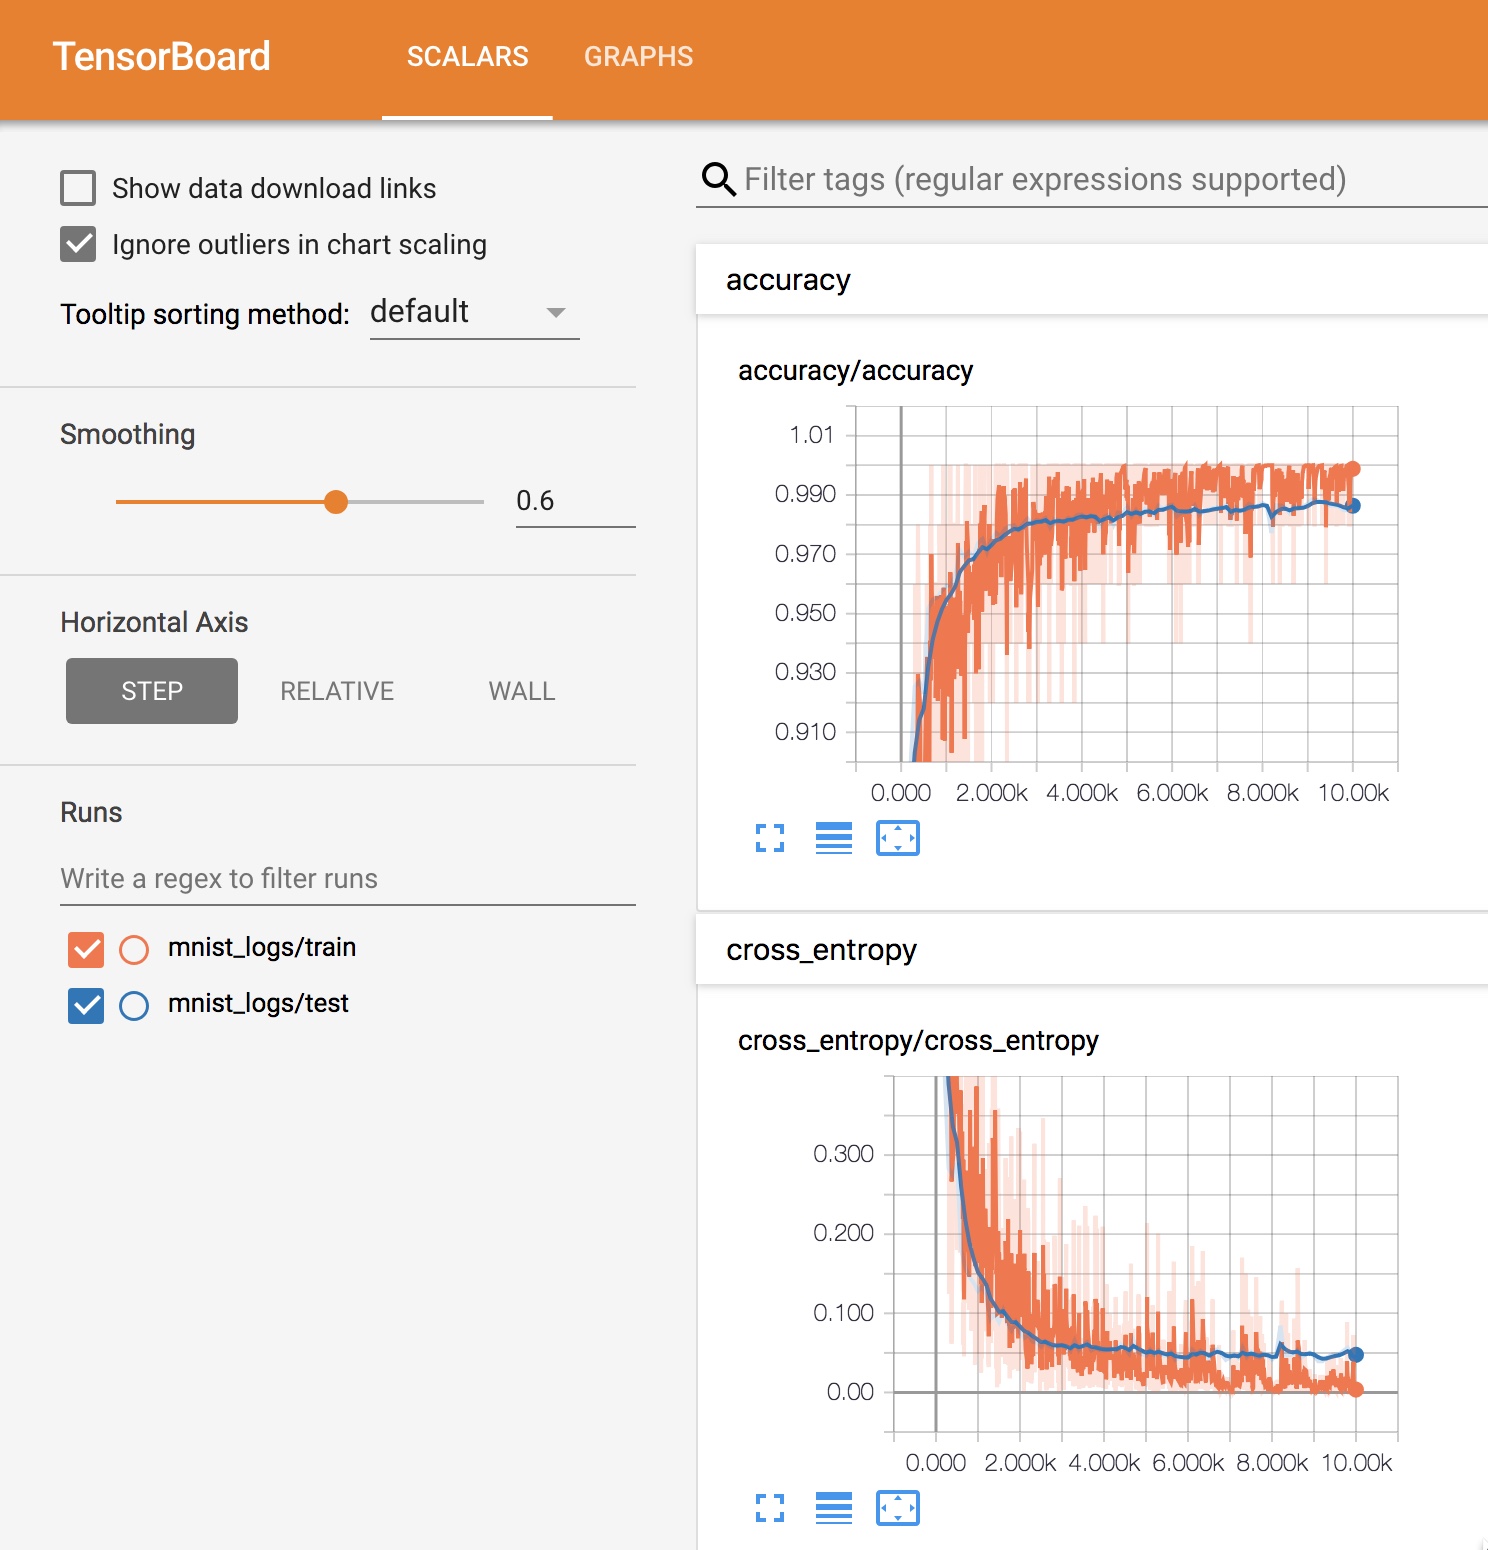 TensorBoard
SCALARS
GRAPHS
Show data download links
Ignore outliers in chart scaling
Tooltip sorting method: default
Smoothing
0.6
Horizontal Axis
STEP
RELATIVE
WALL
Runs
Write a regex to filter runs
mnist_logs/train
mnist_logs/test
Filter tags (regular expressions supported)
accuracy
accuracy/accuracy
1.01
0.990
0.970
0.950
0.930
0.910
0.000 2.000k 4.000k 6.000k 8.000k 10.00k
cross_entropy
cross_entropy/cross_entropy
0.300
0.200
0.100
0.00
0.000 2.000k 4.000k 6.000k 8.000k 10.00k